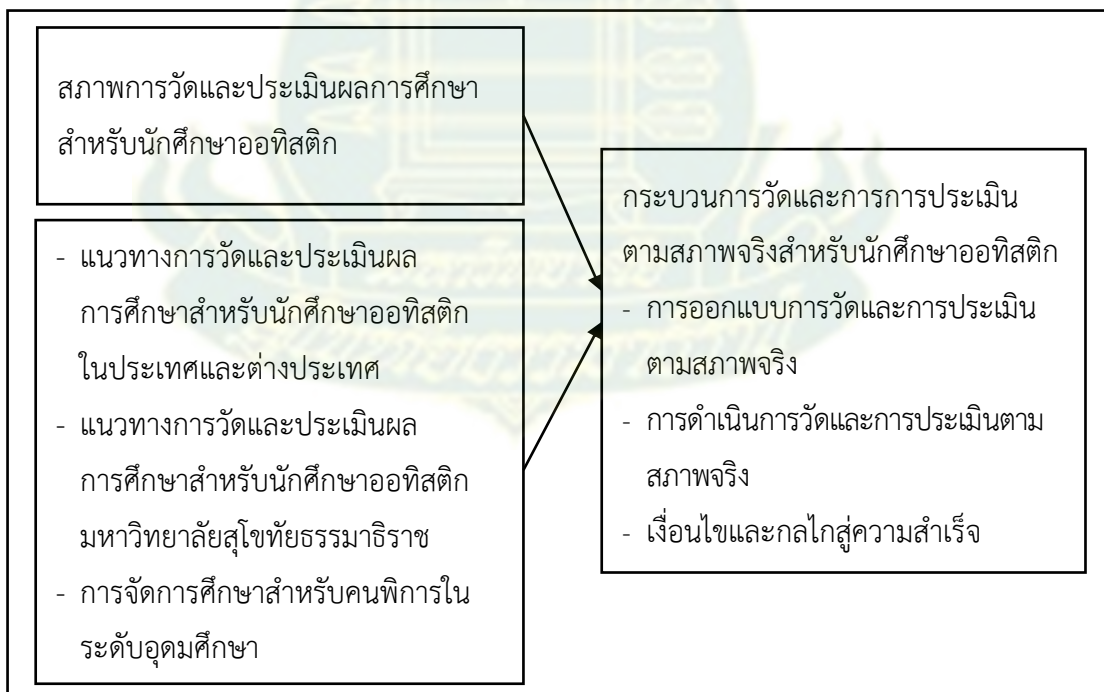 สภาพการวัดและประเมินผลการศึกษา
สำหรับนักศึกษาออทิสติก
- แนวทางการวัดและประเมินผล
การศึกษาสำหรับนักศึกษาออทิสติก
ในประเทศและต่างประเทศ
- แนวทางการวัดและประเมินผล
การศึกษาสำหรับนักศึกษาออทิสติก
มหาวิทยาลัยสุโขทัยธรรมาธิราช
- การจัดการศึกษาสำหรับคนพิการใน
ระดับอุดมศึกษา
กระบวนการวัดและการการประเมิน
ตามสภาพจริงสำหรับนักศึกษาออทิสติก
- การออกแบบการวัดและการประเมิน
ตามสภาพจริง
- การดำเนินการวัดและการประเมินตาม
สภาพจริง
- เงื่อนไขและกลไกสู่ความสำเร็จ